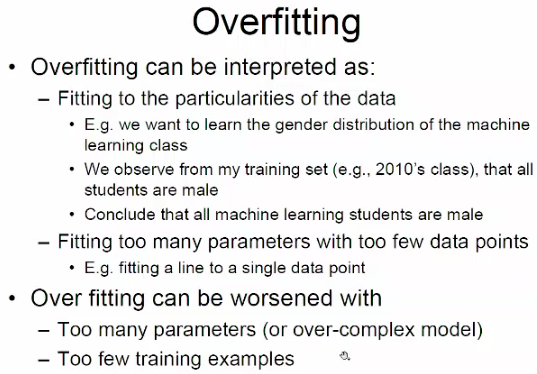 Overfitting
• Overfitting can be interpreted as:
– Fitting to the particularities of the data
• E.g. we want to learn the gender distribution of the machine
learning class
• We observe from my training set (e.g., 2010's class), that all
students are male
• Conclude that all machine learning students are male
– Fitting too many parameters with too few data points
• E.g. fitting a line to a single data point
• Over fitting can be worsened with
– Too many parameters (or over-complex model)
– Too few training examples